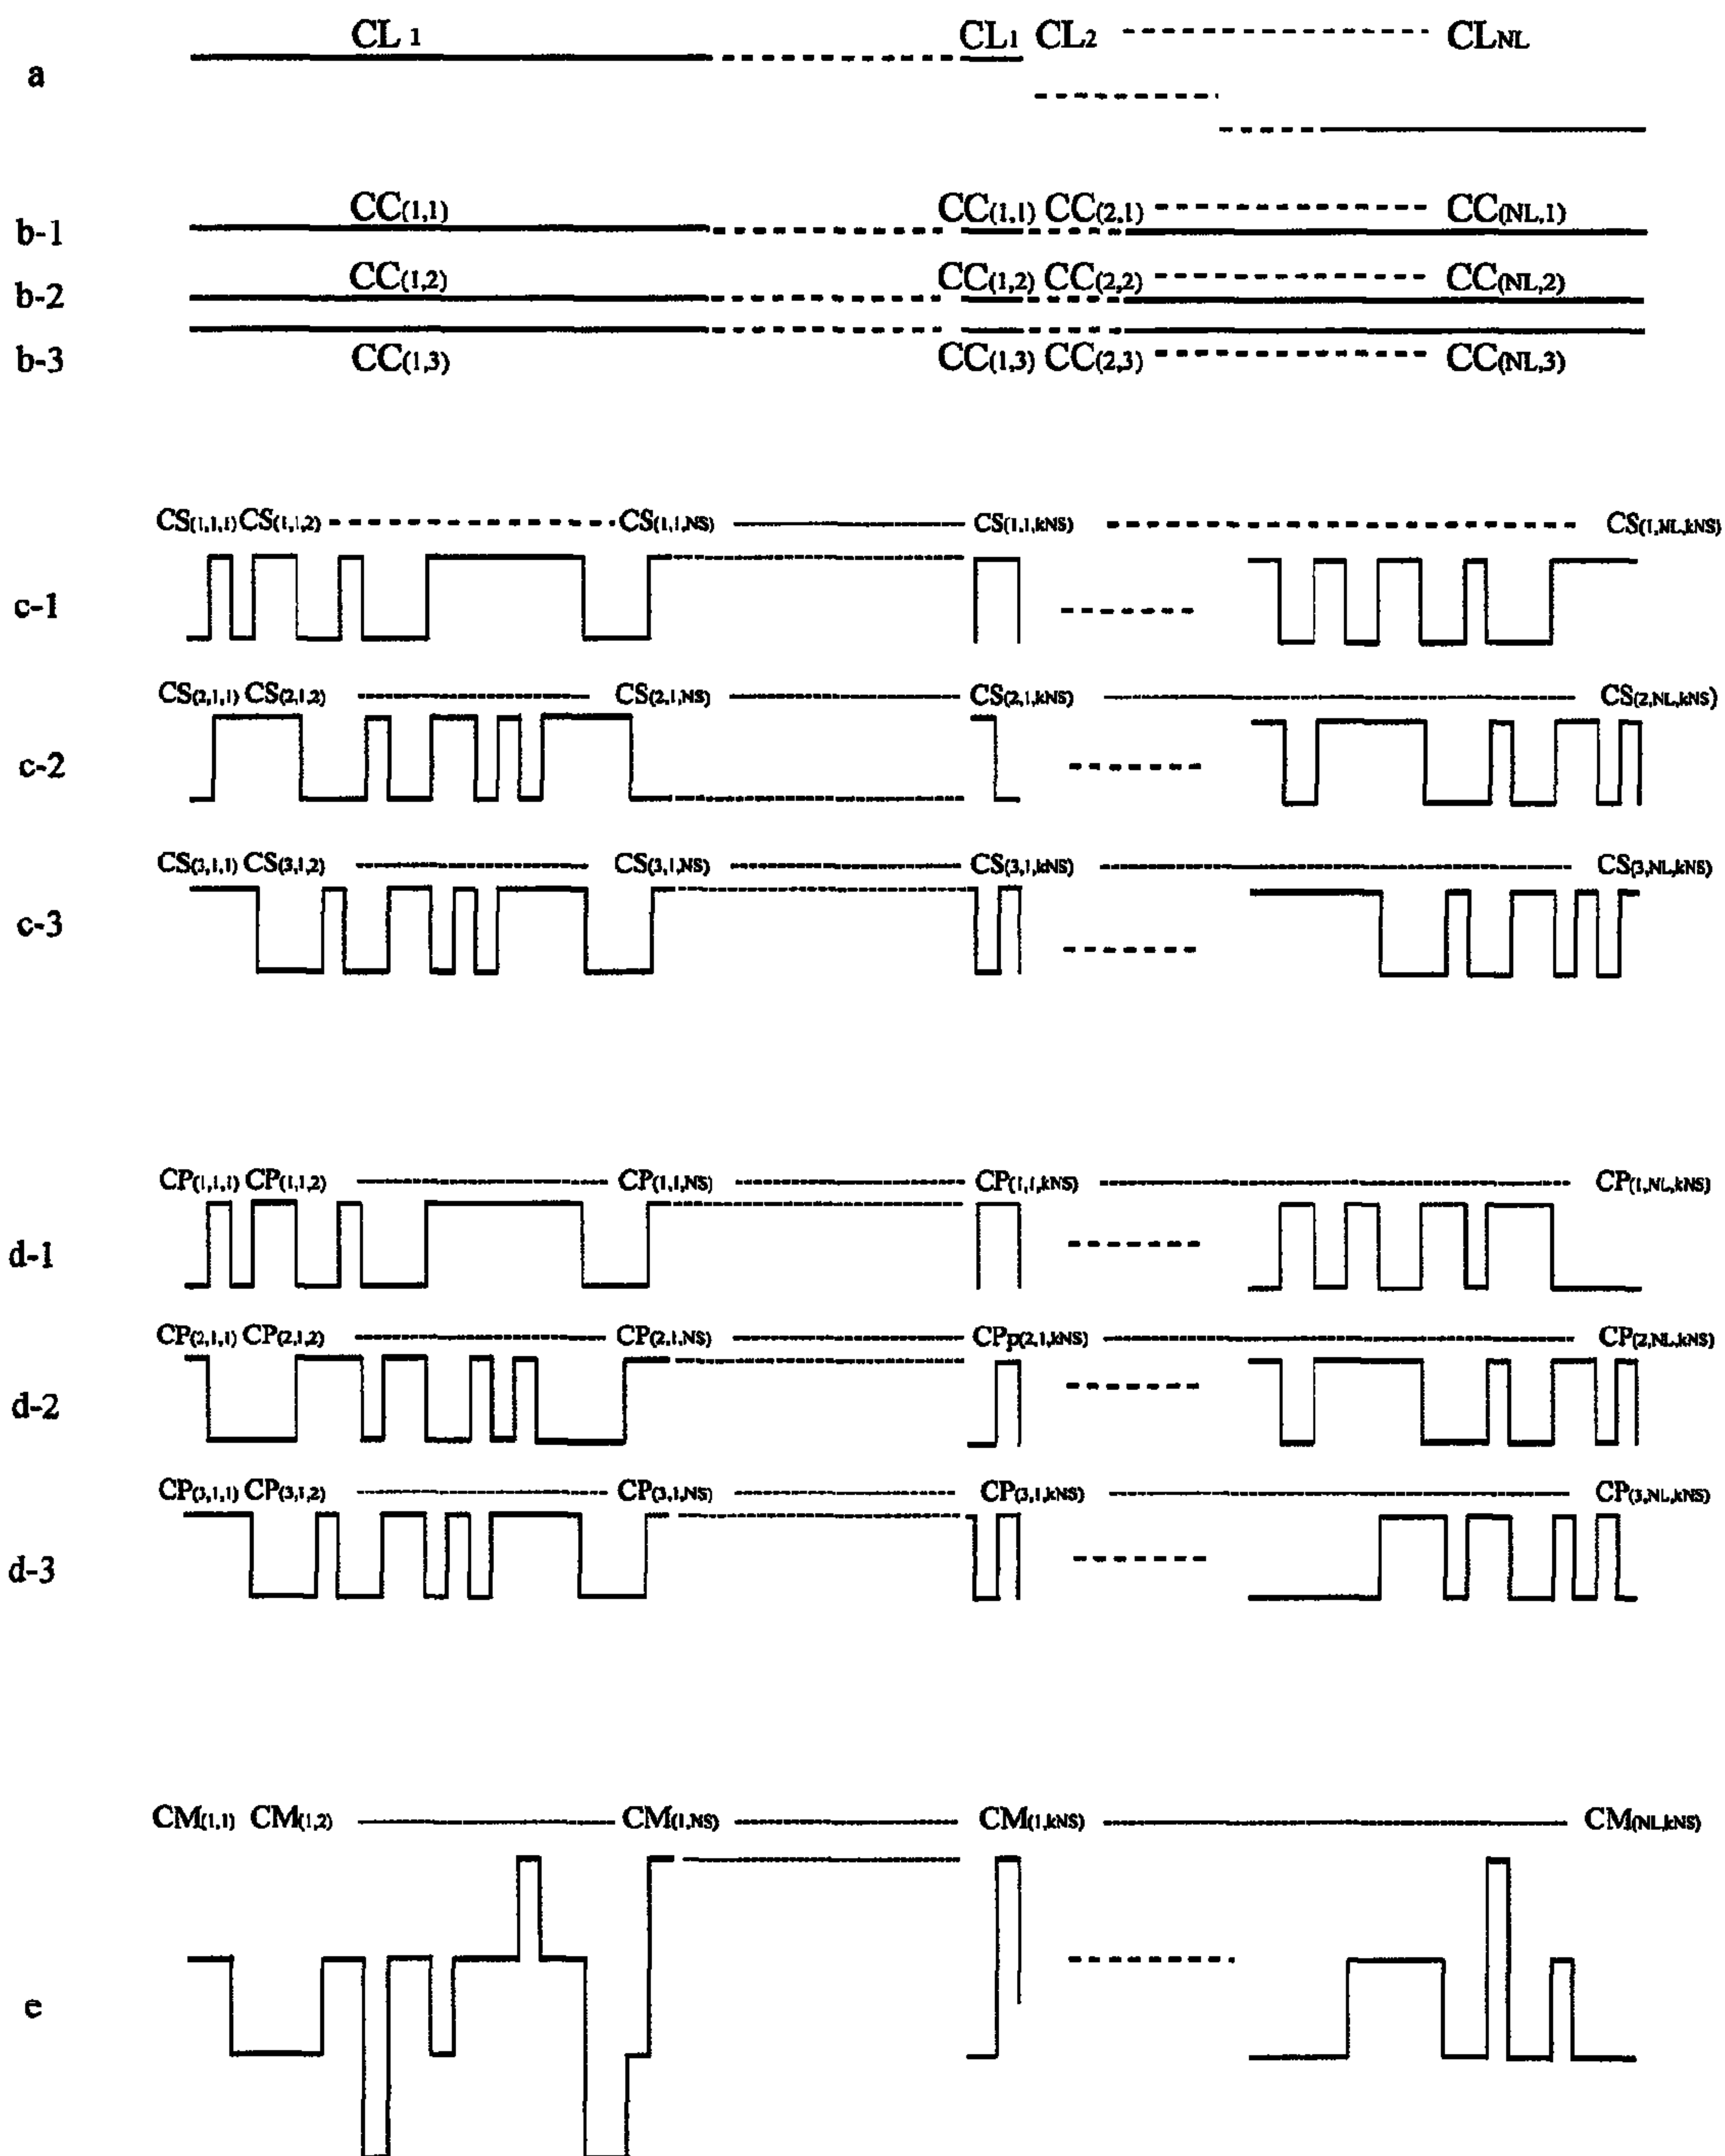 CL 1 CL1 CL2 CLNL
a
CC(1,1) CC(1,1) CC(2,1) CC(NL,1)
b-1
CC(1,2) CC(1,2) CC(2,2) CC(NL,2)
b-2
b-3
CC(1,3) CC(1,3) CC(2,3) CC(NL,3)
CS(1,1,1) CS(1,1,2) CS(1,1,NS) CS(1,1,kNS) CS(1,NL,kNS)
c-1
CS(2,1,1) CS(2,1,2) CS(2,1,NS) CS(2,1,kNS) CS(2,NL,kNS)
c-2
CS(3,1,1) CS(3,1,2) CS(3,1,NS) CS(3,1,kNS) CS(3,NL,kNS)
c-3
CP(1,1,1) CP(1,1,2) CP(1,1,NS) CP(1,1,kNS) CP(1,NL,kNS)
d-1
CP(2,1,1) CP(2,1,2) CP(2,1,NS) CPp(2,1,kNS) CP(2,NL,kNS)
d-2
CP(3,1,1) CP(3,1,2) CP(3,1,NS) CP(3,1,kNS) CP(3,NL,kNS)
d-3
CM(1,1) CM(1,2) CM(1,NS) CM(1,kNS) CM(NL,kNS)
e